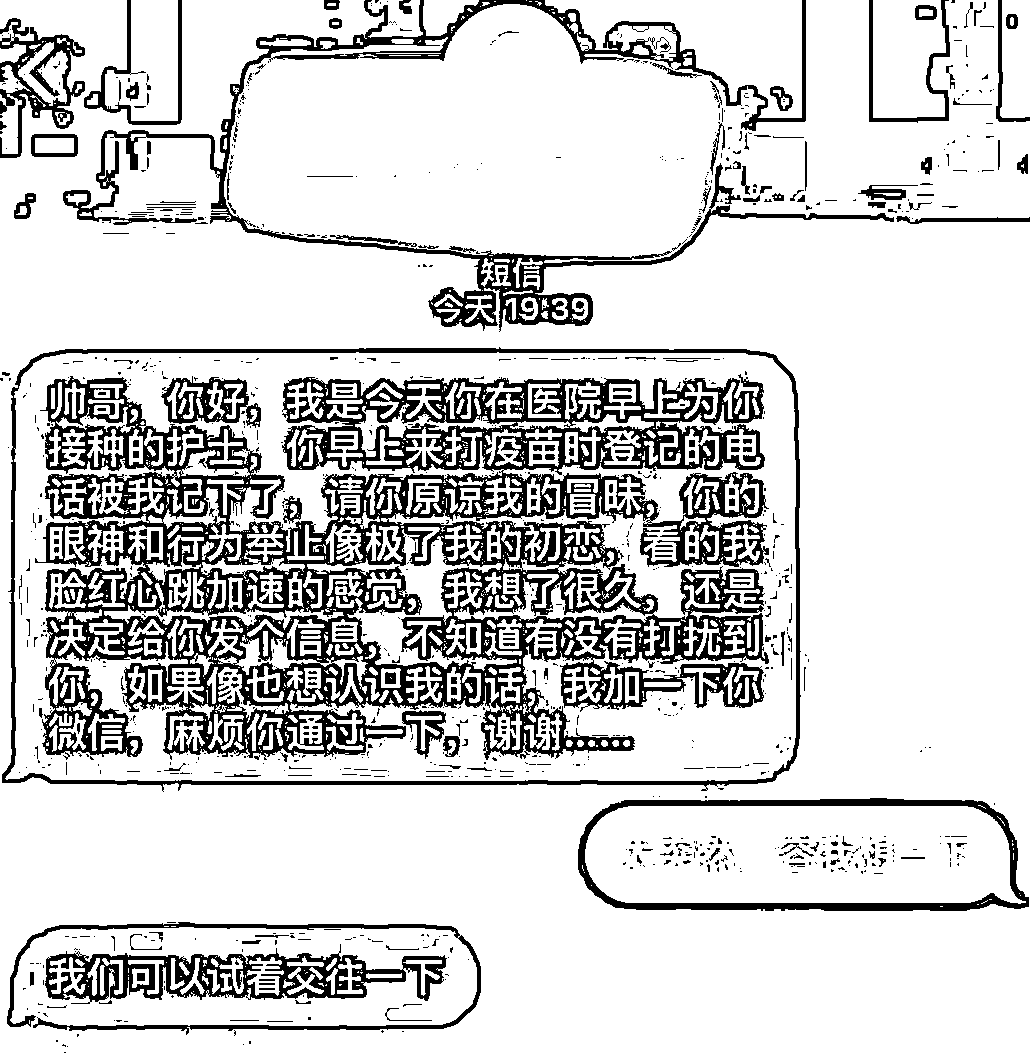 短信
今天 19:39
帅哥，你好，我是今天你在医院早上为你
接种的护士，你早上来打疫苗时登记的电
话被我记下了，请你原谅我的冒昧，你的
眼神和行为举止像极了我的初恋，看的我
脸红心跳加速的感觉，我想了很久，还是
决定给你发个信息，不知道有没有打扰到
你，如果像也想认识我的话，我加一下你
微信，麻烦你通过一下，谢谢……
容我想一下
我们可以试着交往一下